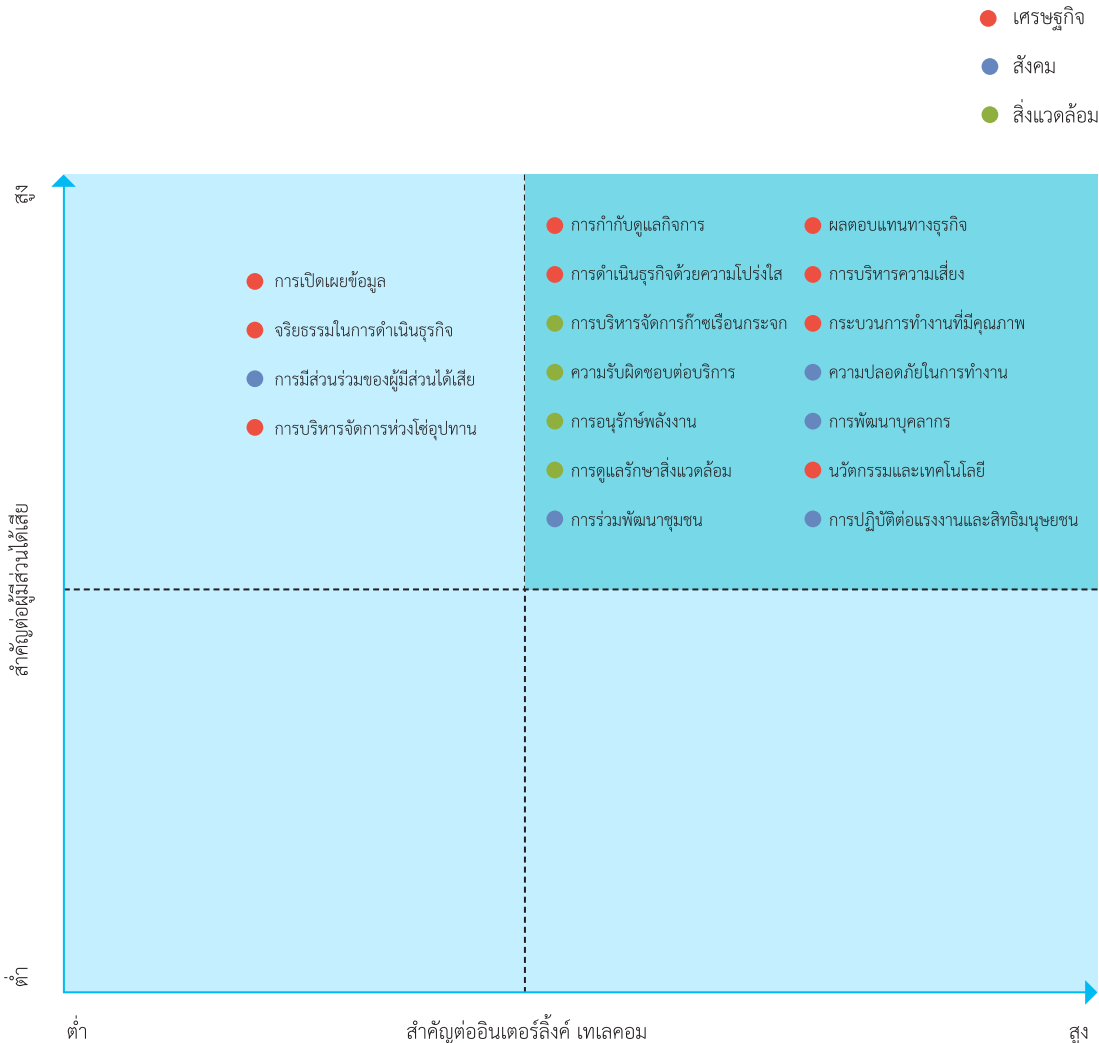 เศรษฐกิจ
สังคม
สิ่งแวดล้อม
สูง
การกำกับดูแลกิจการ
ผลตอบแทนทางธุรกิจ
การเปิดเผยข้อมูล
การดำเนินธุรกิจด้วยความโปร่งใส
การบริหารความเสี่ยง
จริยธรรมในการดำเนินธุรกิจ
การบริหารจัดการก๊าซเรือนกระจก
กระบวนการทำงานที่มีคุณภาพ
การมีส่วนร่วมของผู้มีส่วนได้เสีย
ความรับผิดชอบต่อบริการ
ความปลอดภัยในการทำงาน
การบริหารจัดการห่วงโซ่อุปทาน
การอนุรักษ์พลังงาน
การพัฒนาบุคลากร
การดูแลรักษาสิ่งแวดล้อม
นวัตกรรมและเทคโนโลยี
การร่วมพัฒนาชุมชน
การปฏิบัติต่อแรงงานและสิทธิมนุษยชน
สำคัญต่อผู้มีส่วนได้เสีย
ต่ำ
ต่ำ
สำคัญต่ออินเตอร์ลิ้งค์ เทเลคอม
สูง